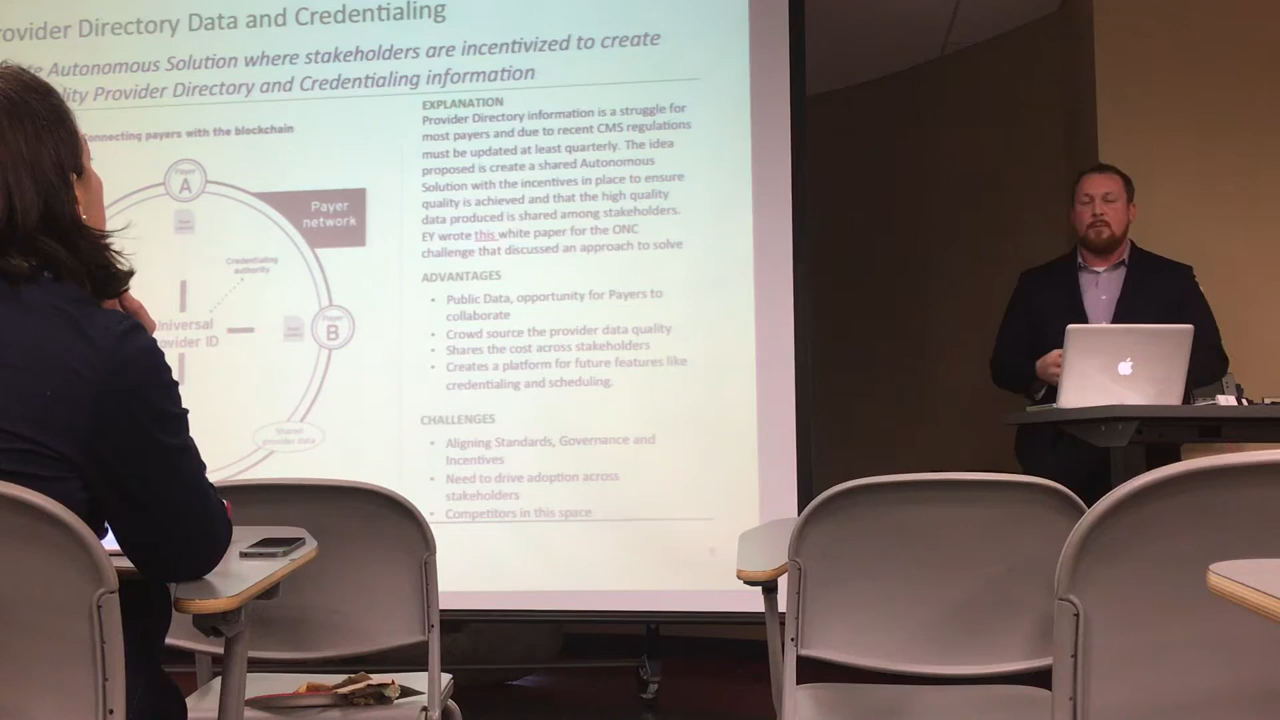 ovider Directory Data and Credentialing
Autonomous Solution where stakeholders are incentivized to create
lity Provider Directory and Credentialing information
onnecting payers with the blockchain
Payer
A
Payer
network
Credentialing
authority
niversal
ovider ID
Payer
B
Shared
provider data
EXPLANATION
Provider Directory information is a struggle for
most payers and due to recent CMS regulations
must be updated at least quarterly. The idea
proposed is create a shared Autonomous
Solution with the incentives in place to ensure
quality is achieved and that the high quality
data produced is shared among stakeholders.
EY wrote this white paper for the ONC
challenge that discussed an approach to solve
ADVANTAGES
• Public Data, opportunity for Payers to
collaborate
• Crowd source the provider data quality
• Shares the cost across stakeholders
• Creates a platform for future features like
credentialing and scheduling.
CHALLENGES
• Aligning Standards, Governance and
Incentives
• Need to drive adoption across
stakeholders
• Competitors in this space